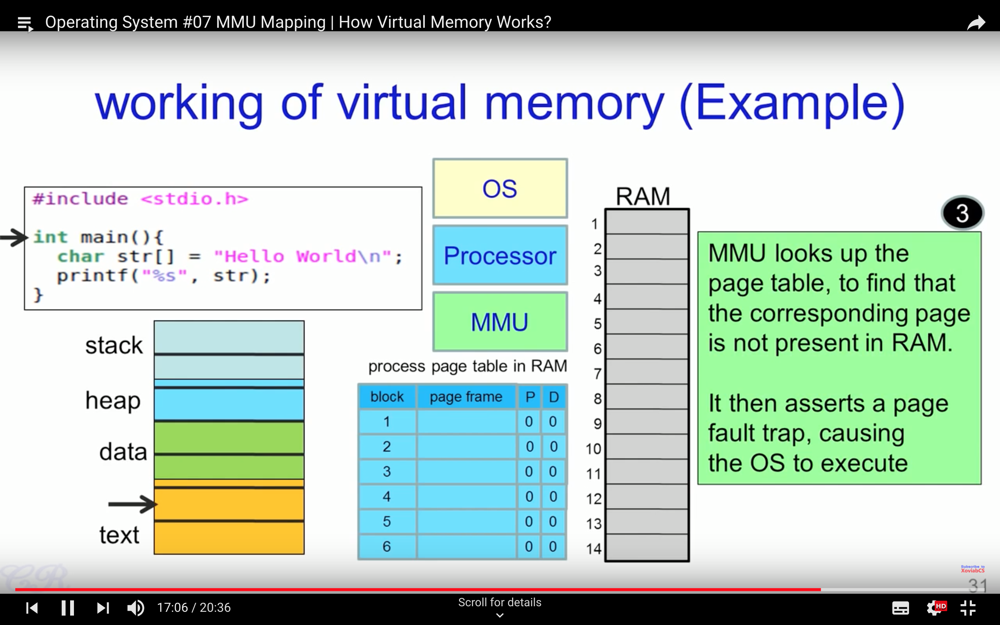 Operating System #07 MMU Mapping | How Virtual Memory Works?
working of virtual memory (Example)
#include <stdio.h>
int main(){
char str[] = "Hello World\n";
printf("%s", str);
}
OS
Processor
MMU
RAM
1
2
3
4
5
6
7
8
9
10
11
12
13
14
3
MMU looks up the
page table, to find that
the corresponding page
is not present in RAM.
It then asserts a page
fault trap, causing
the OS to execute
stack
heap
data
text
process page table in RAM
block page frame P D
1 0 0
2 0 0
3 0 0
4 0 0
5 0 0
6 0 0
CR
Subscribe to
XoviabCS
31
17:06 / 20:36
Scroll for details
HD